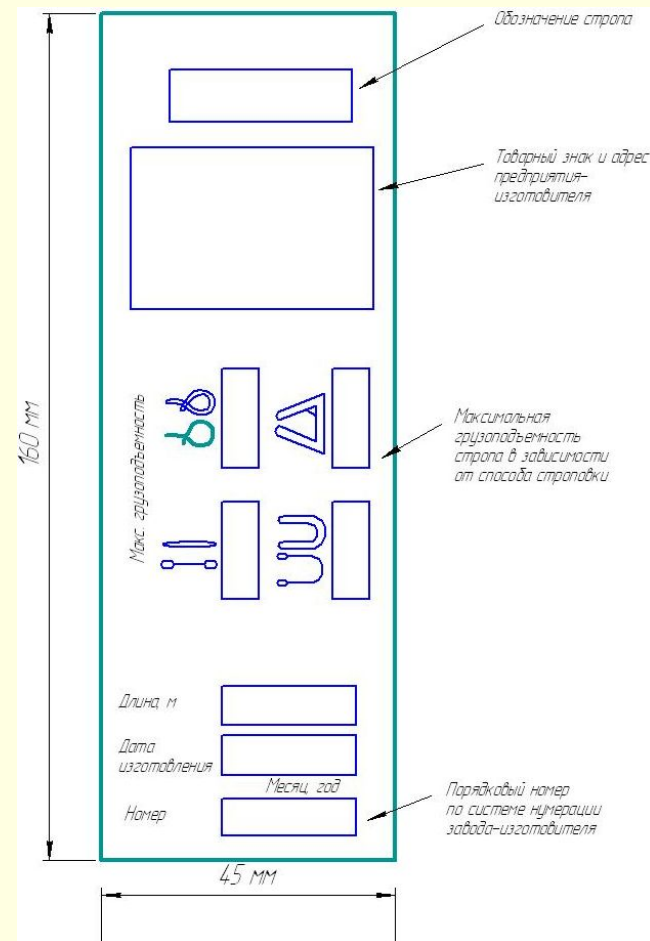 Обозначение стропа
Товарный знак и адрес
предприятия-
изготовителя
160 мм
Макс. грузоподъемность
Максимальная
грузоподъемность
стропа в зависимости
от способа строповки
Длина, м
Дата
изготовления
Месяц, год
Номер
Порядковый номер
по системе нумерации
завода-изготовителя
45 мм